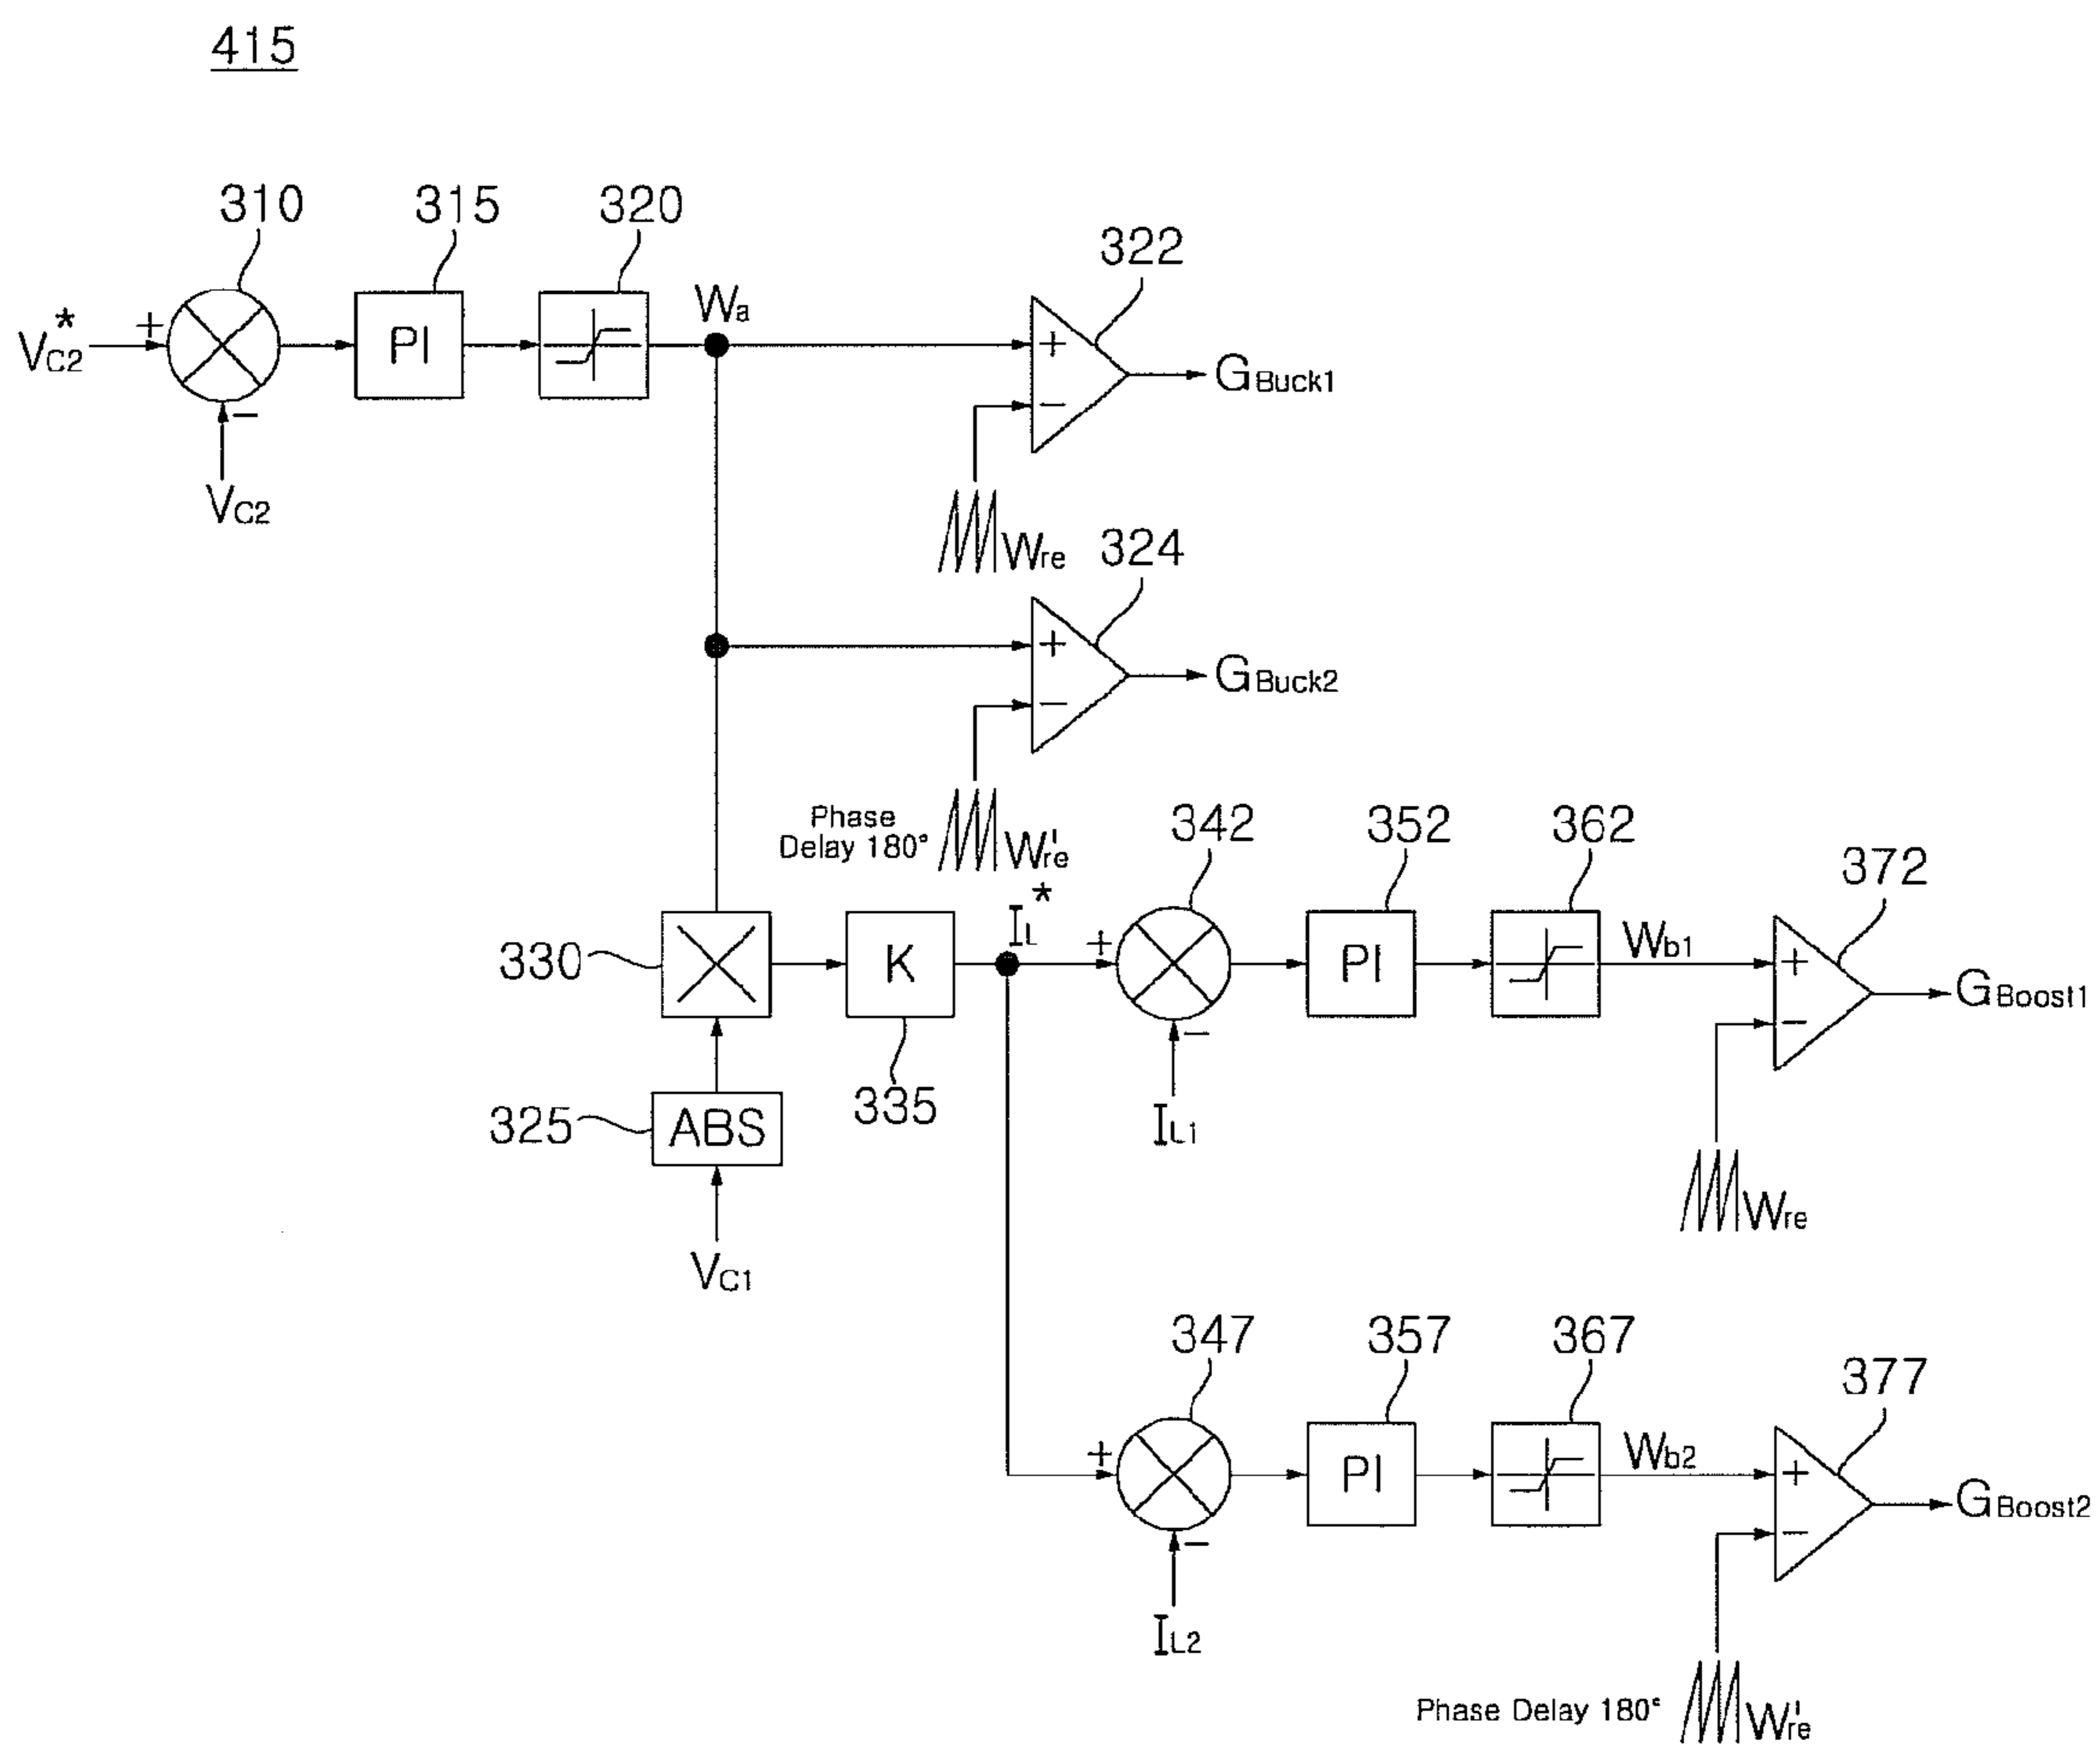 415
310
315
320
322
V*C2
+
PI
Wa
+
−
GBuck1
−
VC2
Wre
324
+
−
GBuck2
Phase
Delay 180°
W're
342
352
362
372
330
K
IL*
+
PI
Wb1
+
−
GBoost1
−
335
IL1
325
ABS
Wre
VC1
347
357
367
377
+
PI
Wb2
+
−
GBoost2
−
IL2
Phase Delay 180°
W're